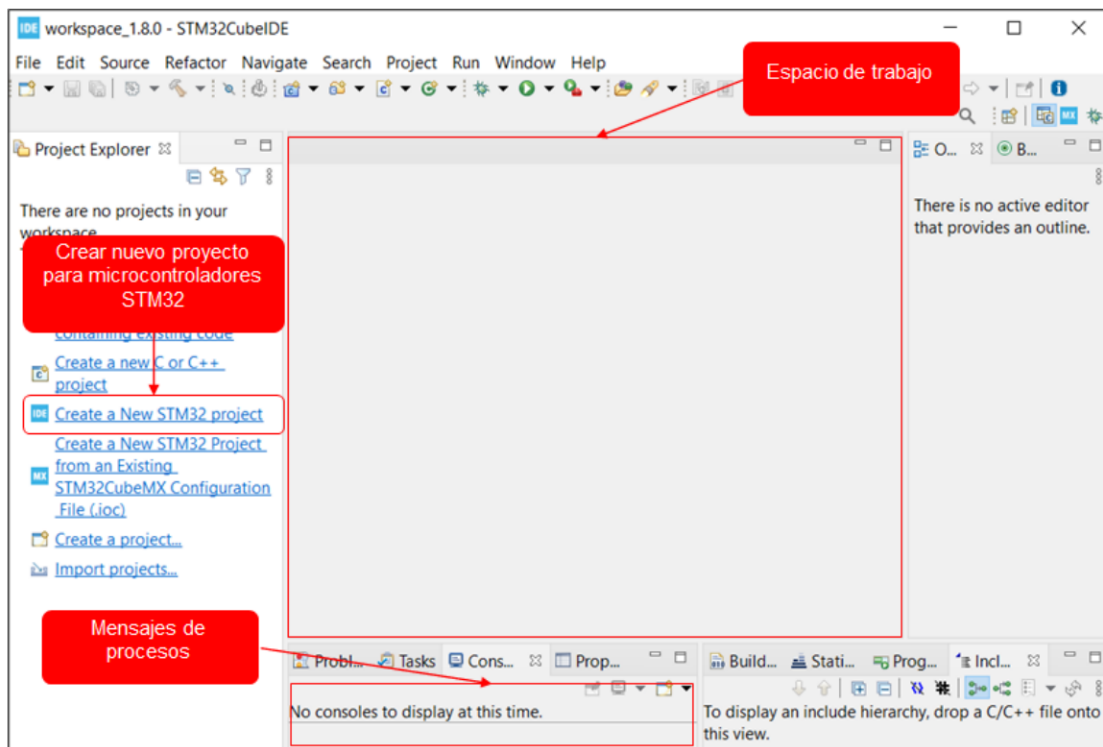 IDE workspace_1.8.0 - STM32CubeIDE
File Edit Source Refactor Navigate Search Project Run Window Help
Espacio de trabajo
MX
Project Explorer
O... B...
There are no projects in your
workspace.
There is no active editor
that provides an outline.
Crear nuevo proyecto
para microcontroladores
STM32
containing existing code
Create a new C or C++
project
IDE Create a New STM32 project
Create a New STM32 Project
from an Existing
MX STM32CubeMX Configuration
File (.ioc)
Create a project...
Import projects...
Mensajes de
procesos
Probl... Tasks Cons... Prop...
Build... Stati... Prog... Incl...
No consoles to display at this time.
To display an include hierarchy, drop a C/C++ file onto
this view.